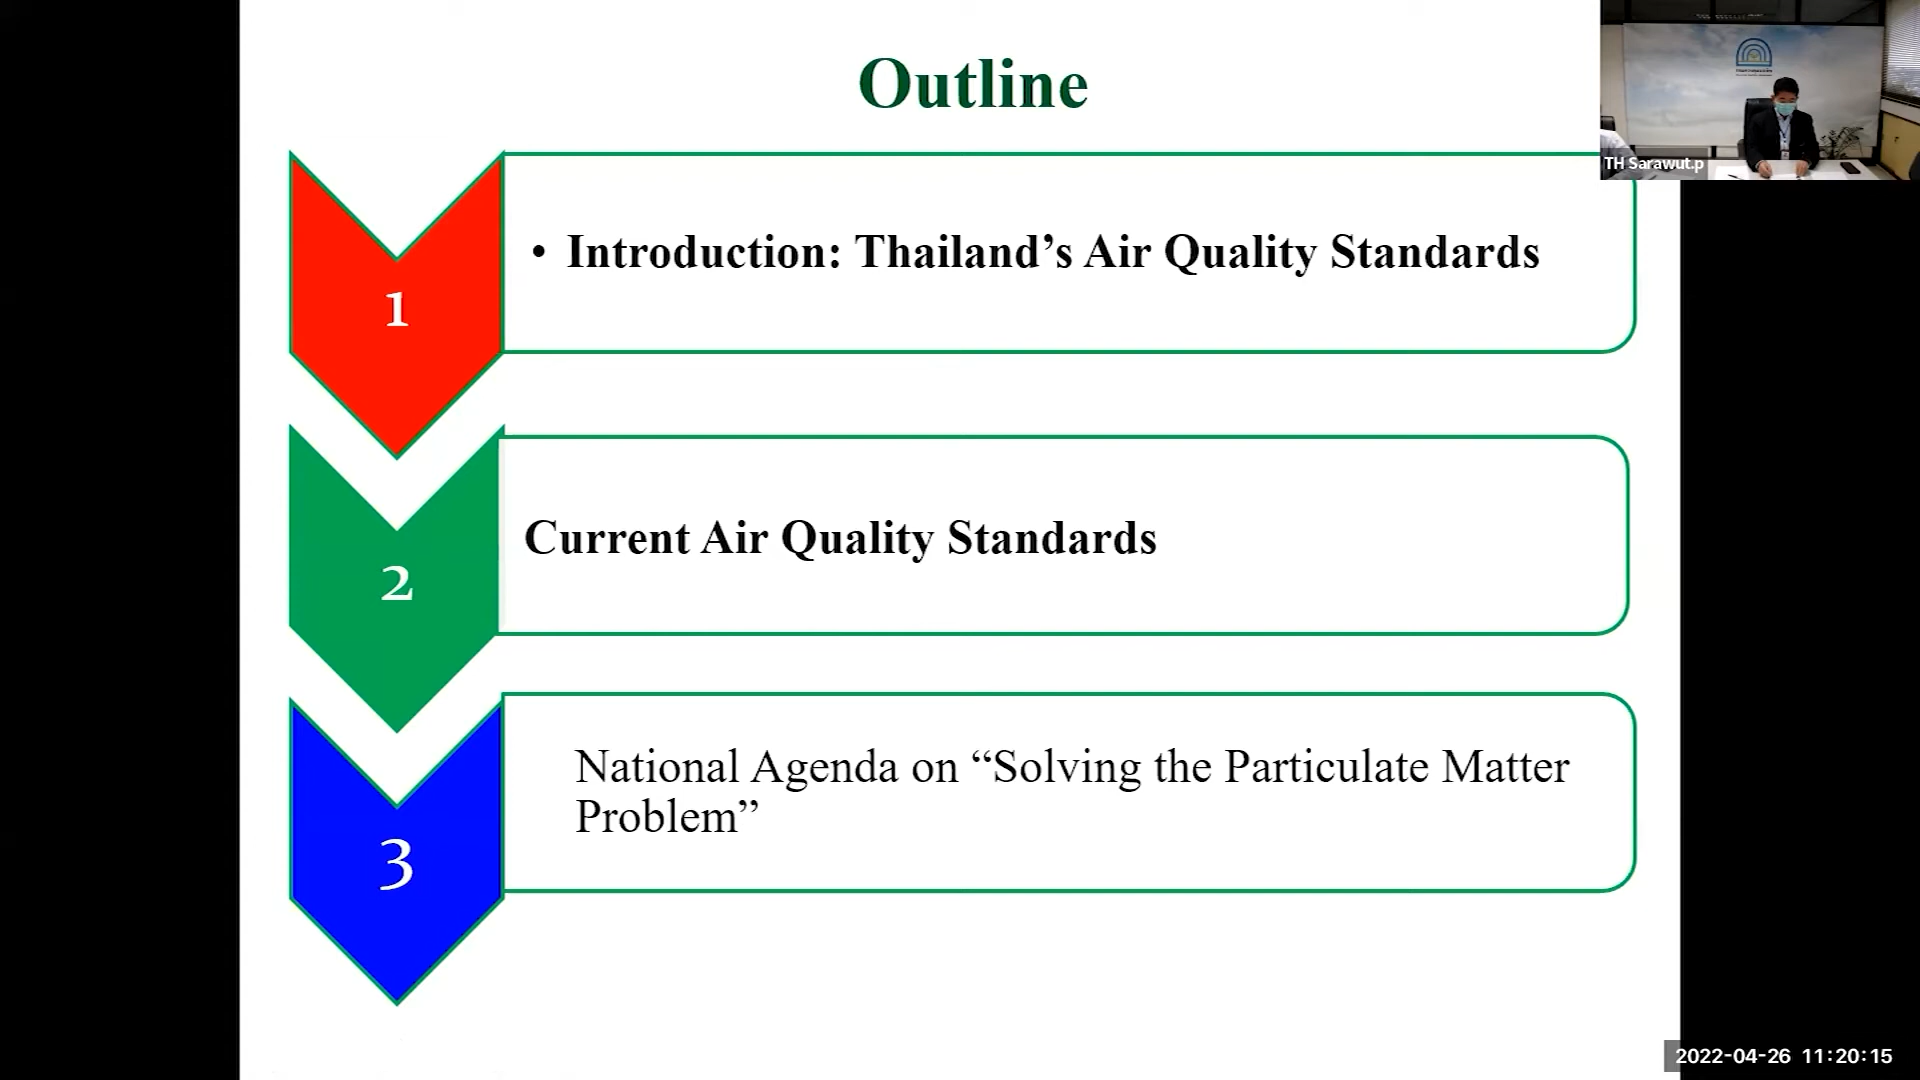 Outline
1
• Introduction: Thailand’s Air Quality Standards
2
Current Air Quality Standards
3
National Agenda on “Solving the Particulate Matter
Problem”
TH Sarawut.p
2022-04-26 11:20:15